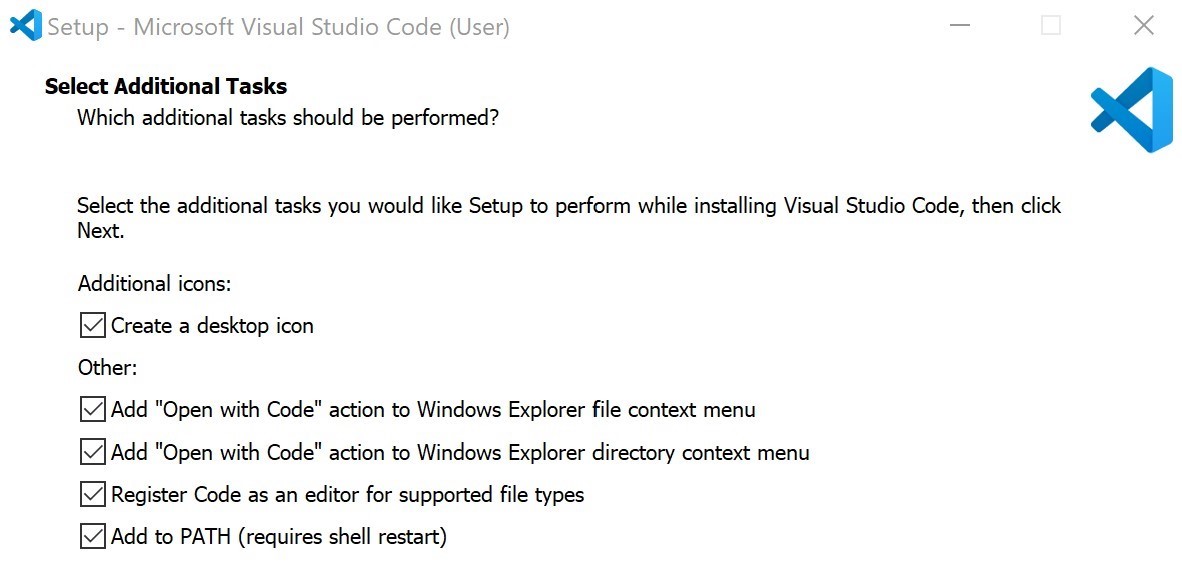 Setup - Microsoft Visual Studio Code (User)
Select Additional Tasks
Which additional tasks should be performed?
Select the additional tasks you would like Setup to perform while installing Visual Studio Code, then click
Next.
Additional icons:
Create a desktop icon
Other:
Add "Open with Code" action to Windows Explorer file context menu
Add "Open with Code" action to Windows Explorer directory context menu
Register Code as an editor for supported file types
Add to PATH (requires shell restart)